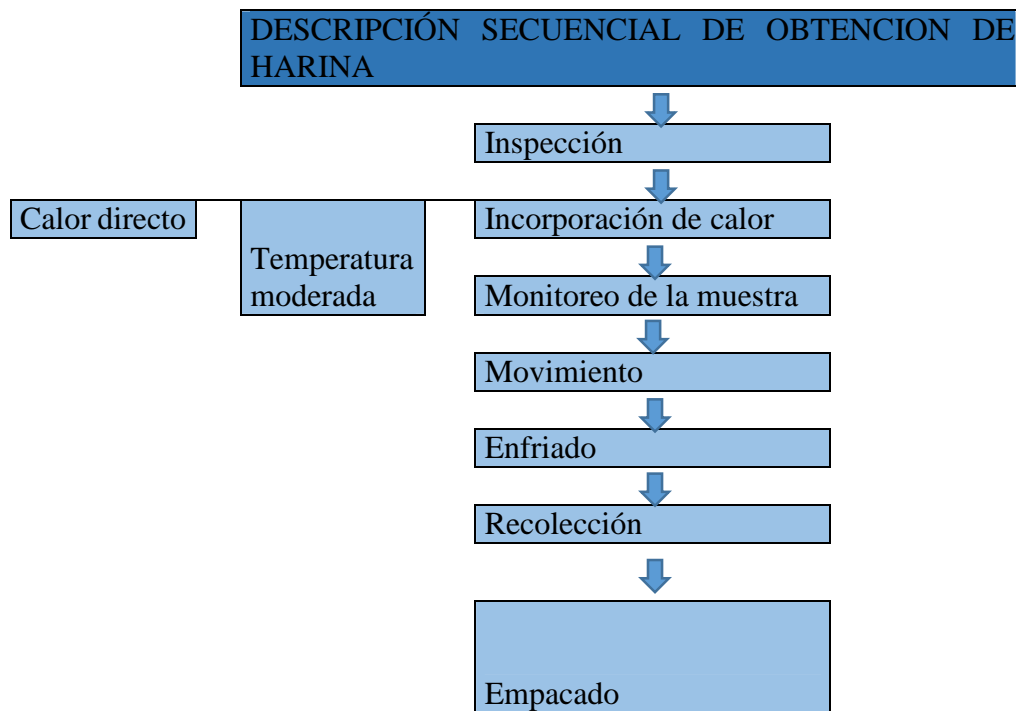 DESCRIPCIÓN SECUENCIAL DE OBTENCION DE
HARINA
Inspección
Calor directo
Temperatura
moderada
Incorporación de calor
Monitoreo de la muestra
Movimiento
Enfriado
Recolección
Empacado